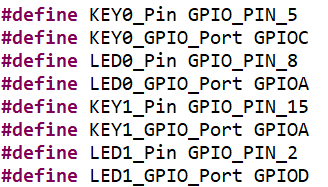 #define KEY0_Pin GPIO_PIN_5
#define KEY0_GPIO_Port GPIOC
#define LED0_Pin GPIO_PIN_8
#define LED0_GPIO_Port GPIOA
#define KEY1_Pin GPIO_PIN_15
#define KEY1_GPIO_Port GPIOA
#define LED1_Pin GPIO_PIN_2
#define LED1_GPIO_Port GPIOD